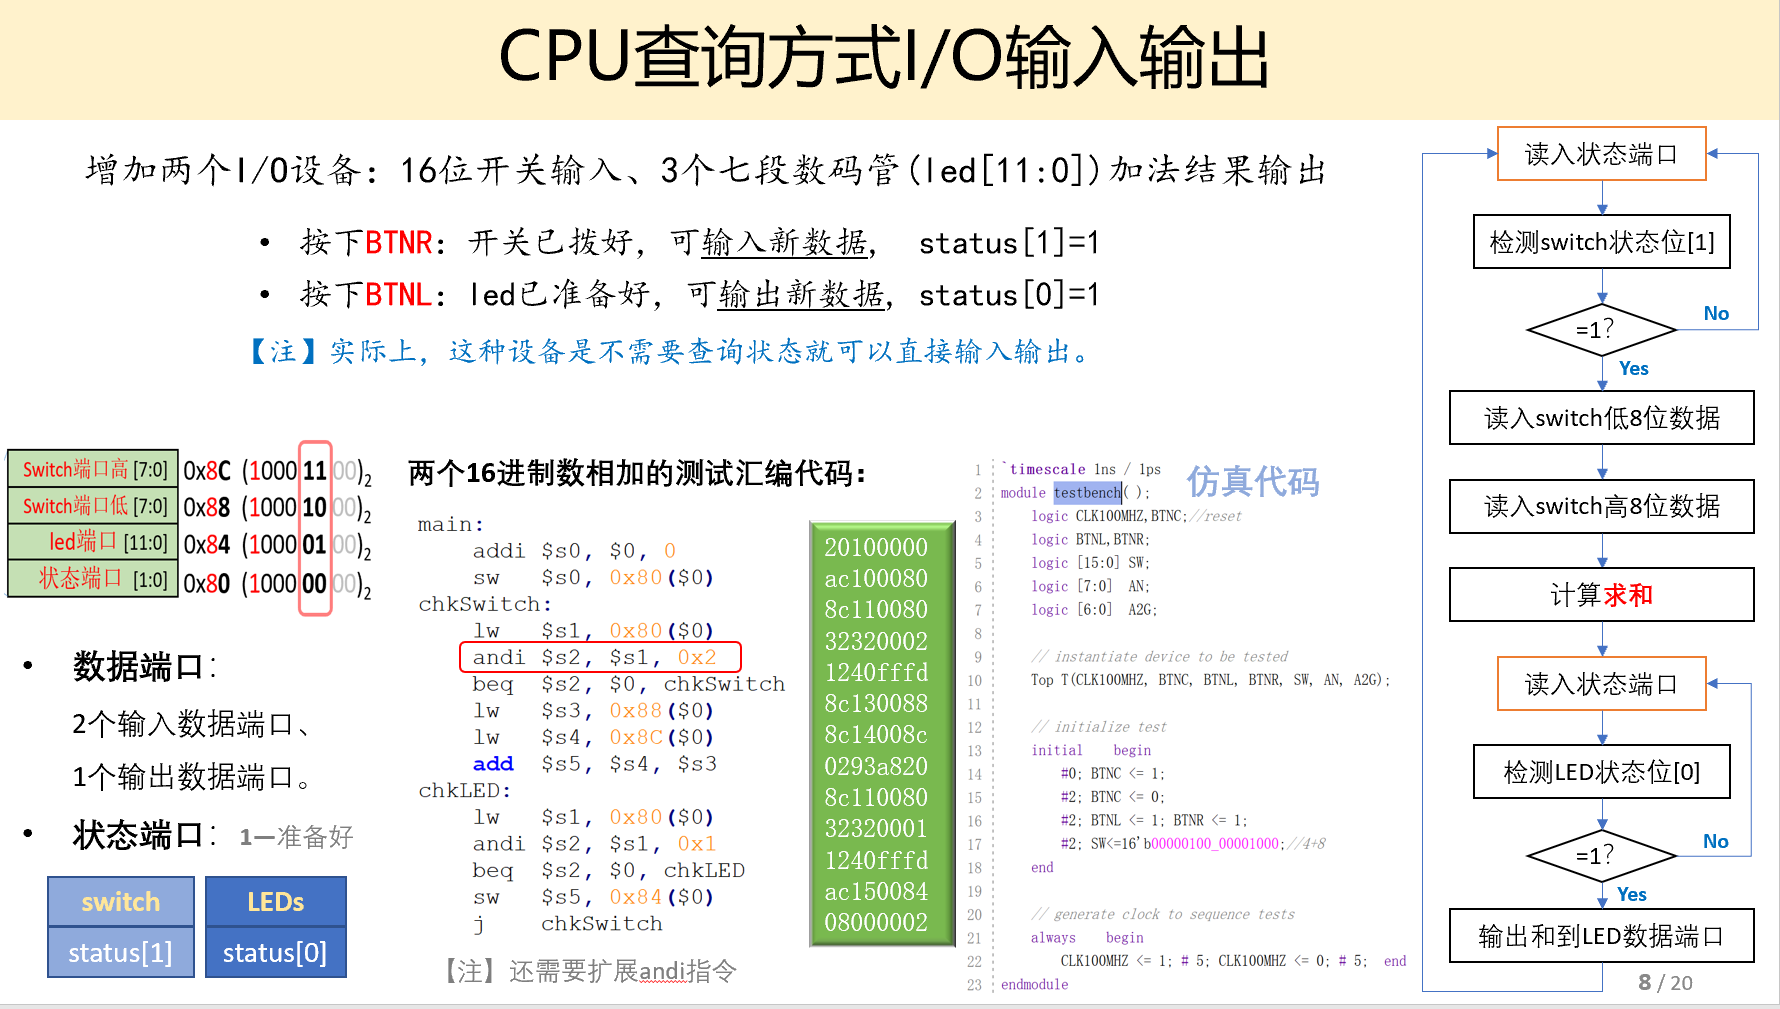 CPU查询方式I/O输入输出
增加两个I/O设备：16位开关输入、3个七段数码管(led[11:0])加法结果输出
• 按下BTNR：开关已拨好，可输入新数据， status[1]=1
• 按下BTNL：led已准备好，可输出新数据，status[0]=1
【注】实际上，这种设备是不需要查询状态就可以直接输入输出。
Switch端口高 [7:0] 0x8C (1000 11 00)2
Switch端口低 [7:0] 0x88 (1000 10 00)2
led端口 [11:0] 0x84 (1000 01 00)2
状态端口 [1:0] 0x80 (1000 00 00)2
• 数据端口：
2个输入数据端口、
1个输出数据端口。
• 状态端口： 1—准备好
switch LEDs
status[1] status[0]
两个16进制数相加的测试汇编代码：
main:
addi $s0, $0, 0
sw $s0, 0x80($0)
chkSwitch:
lw $s1, 0x80($0)
andi $s2, $s1, 0x2
beq $s2, $0, chkSwitch
lw $s3, 0x88($0)
lw $s4, 0x8C($0)
add $s5, $s4, $s3
chkLED:
lw $s1, 0x80($0)
andi $s2, $s1, 0x1
beq $s2, $0, chkLED
sw $s5, 0x84($0)
j chkSwitch
【注】还需要扩展andi指令
20100000
ac100080
8c110080
32320002
1240fffd
8c130088
8c14008c
0293a820
8c110080
32320001
1240fffd
ac150084
08000002
仿真代码
1 `timescale 1ns / 1ps
2 module testbench( );
3 logic CLK100MHZ,BTNC;//reset
4 logic BTNL,BTNR;
5 logic [15:0] SW;
6 logic [7:0] AN;
7 logic [6:0] A2G;
8
9 // instantiate device to be tested
10 Top T(CLK100MHZ, BTNC, BTNL, BTNR, SW, AN, A2G);
11
12 // initialize test
13 initial begin
14 #0; BTNC <= 1;
15 #2; BTNC <= 0;
16 #2; BTNL <= 1; BTNR <= 1;
17 #2; SW<=16'b00000100_00001000;//4+8
18 end
19
20 // generate clock to sequence tests
21 always begin
22 CLK100MHZ <= 1; # 5; CLK100MHZ <= 0; # 5; end
23 endmodule
读入状态端口
检测switch状态位[1]
=1?
No
Yes
读入switch低8位数据
读入switch高8位数据
计算求和
读入状态端口
检测LED状态位[0]
=1?
No
Yes
输出和到LED数据端口
8 / 20